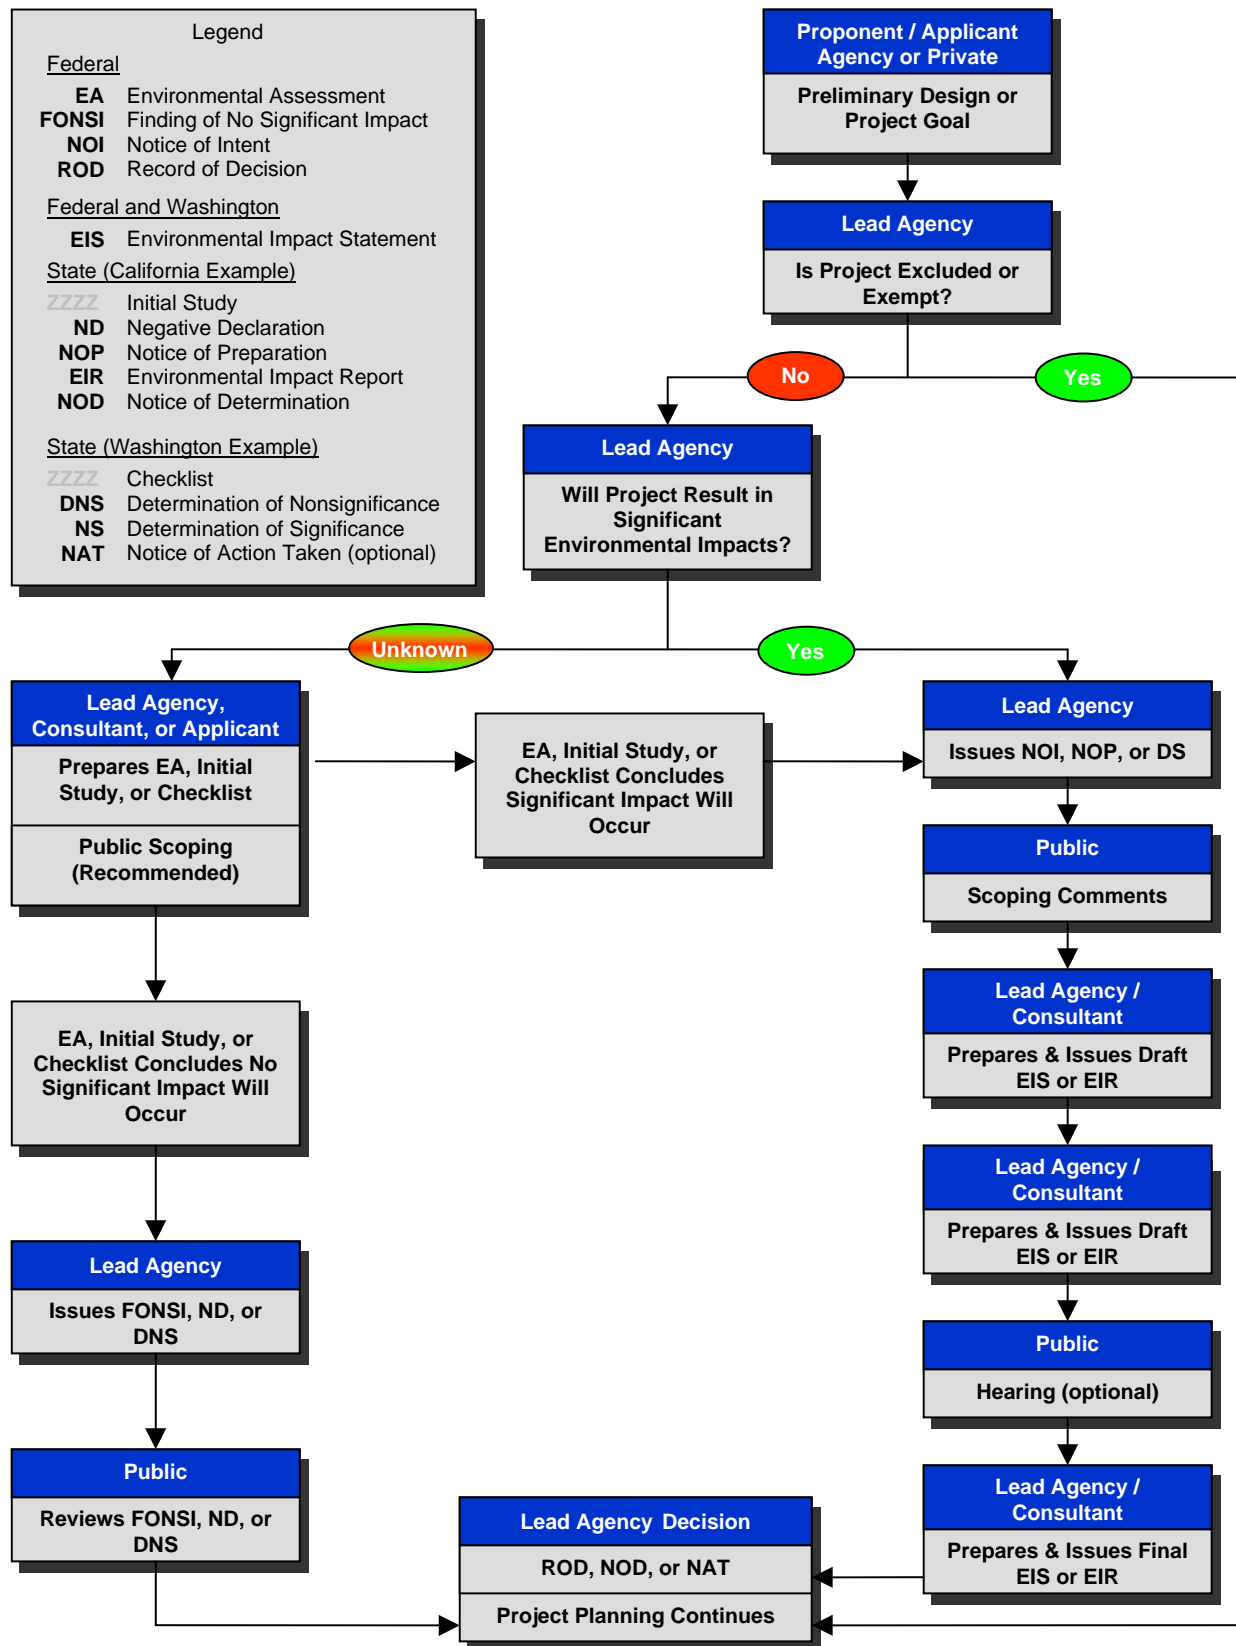 Legend
Federal
EA Environmental Assessment
FONSI Finding of No Significant Impact
NOI Notice of Intent
ROD Record of Decision
Federal and Washington
EIS Environmental Impact Statement
State (California Example)
ZZZZ Initial Study
ND Negative Declaration
NOP Notice of Preparation
EIR Environmental Impact Report
NOD Notice of Determination
State (Washington Example)
ZZZZ Checklist
DNS Determination of Nonsignificance
NS Determination of Significance
NAT Notice of Action Taken (optional)
Proponent / Applicant
Agency or Private
Preliminary Design or
Project Goal
Lead Agency
Is Project Excluded or
Exempt?
No
Yes
Lead Agency
Will Project Result in
Significant
Environmental Impacts?
Unknown
Yes
Lead Agency,
Consultant, or Applicant
Prepares EA, Initial
Study, or Checklist
Public Scoping
(Recommended)
EA, Initial Study, or
Checklist Concludes
Significant Impact Will
Occur
Lead Agency
Issues NOI, NOP, or DS
Public
Scoping Comments
Lead Agency /
Consultant
Prepares & Issues Draft
EIS or EIR
EA, Initial Study, or
Checklist Concludes No
Significant Impact Will
Occur
Lead Agency /
Consultant
Prepares & Issues Draft
EIS or EIR
Lead Agency
Issues FONSI, ND, or
DNS
Public
Hearing (optional)
Public
Reviews FONSI, ND, or
DNS
Lead Agency /
Consultant
Prepares & Issues Final
EIS or EIR
Lead Agency Decision
ROD, NOD, or NAT
Project Planning Continues